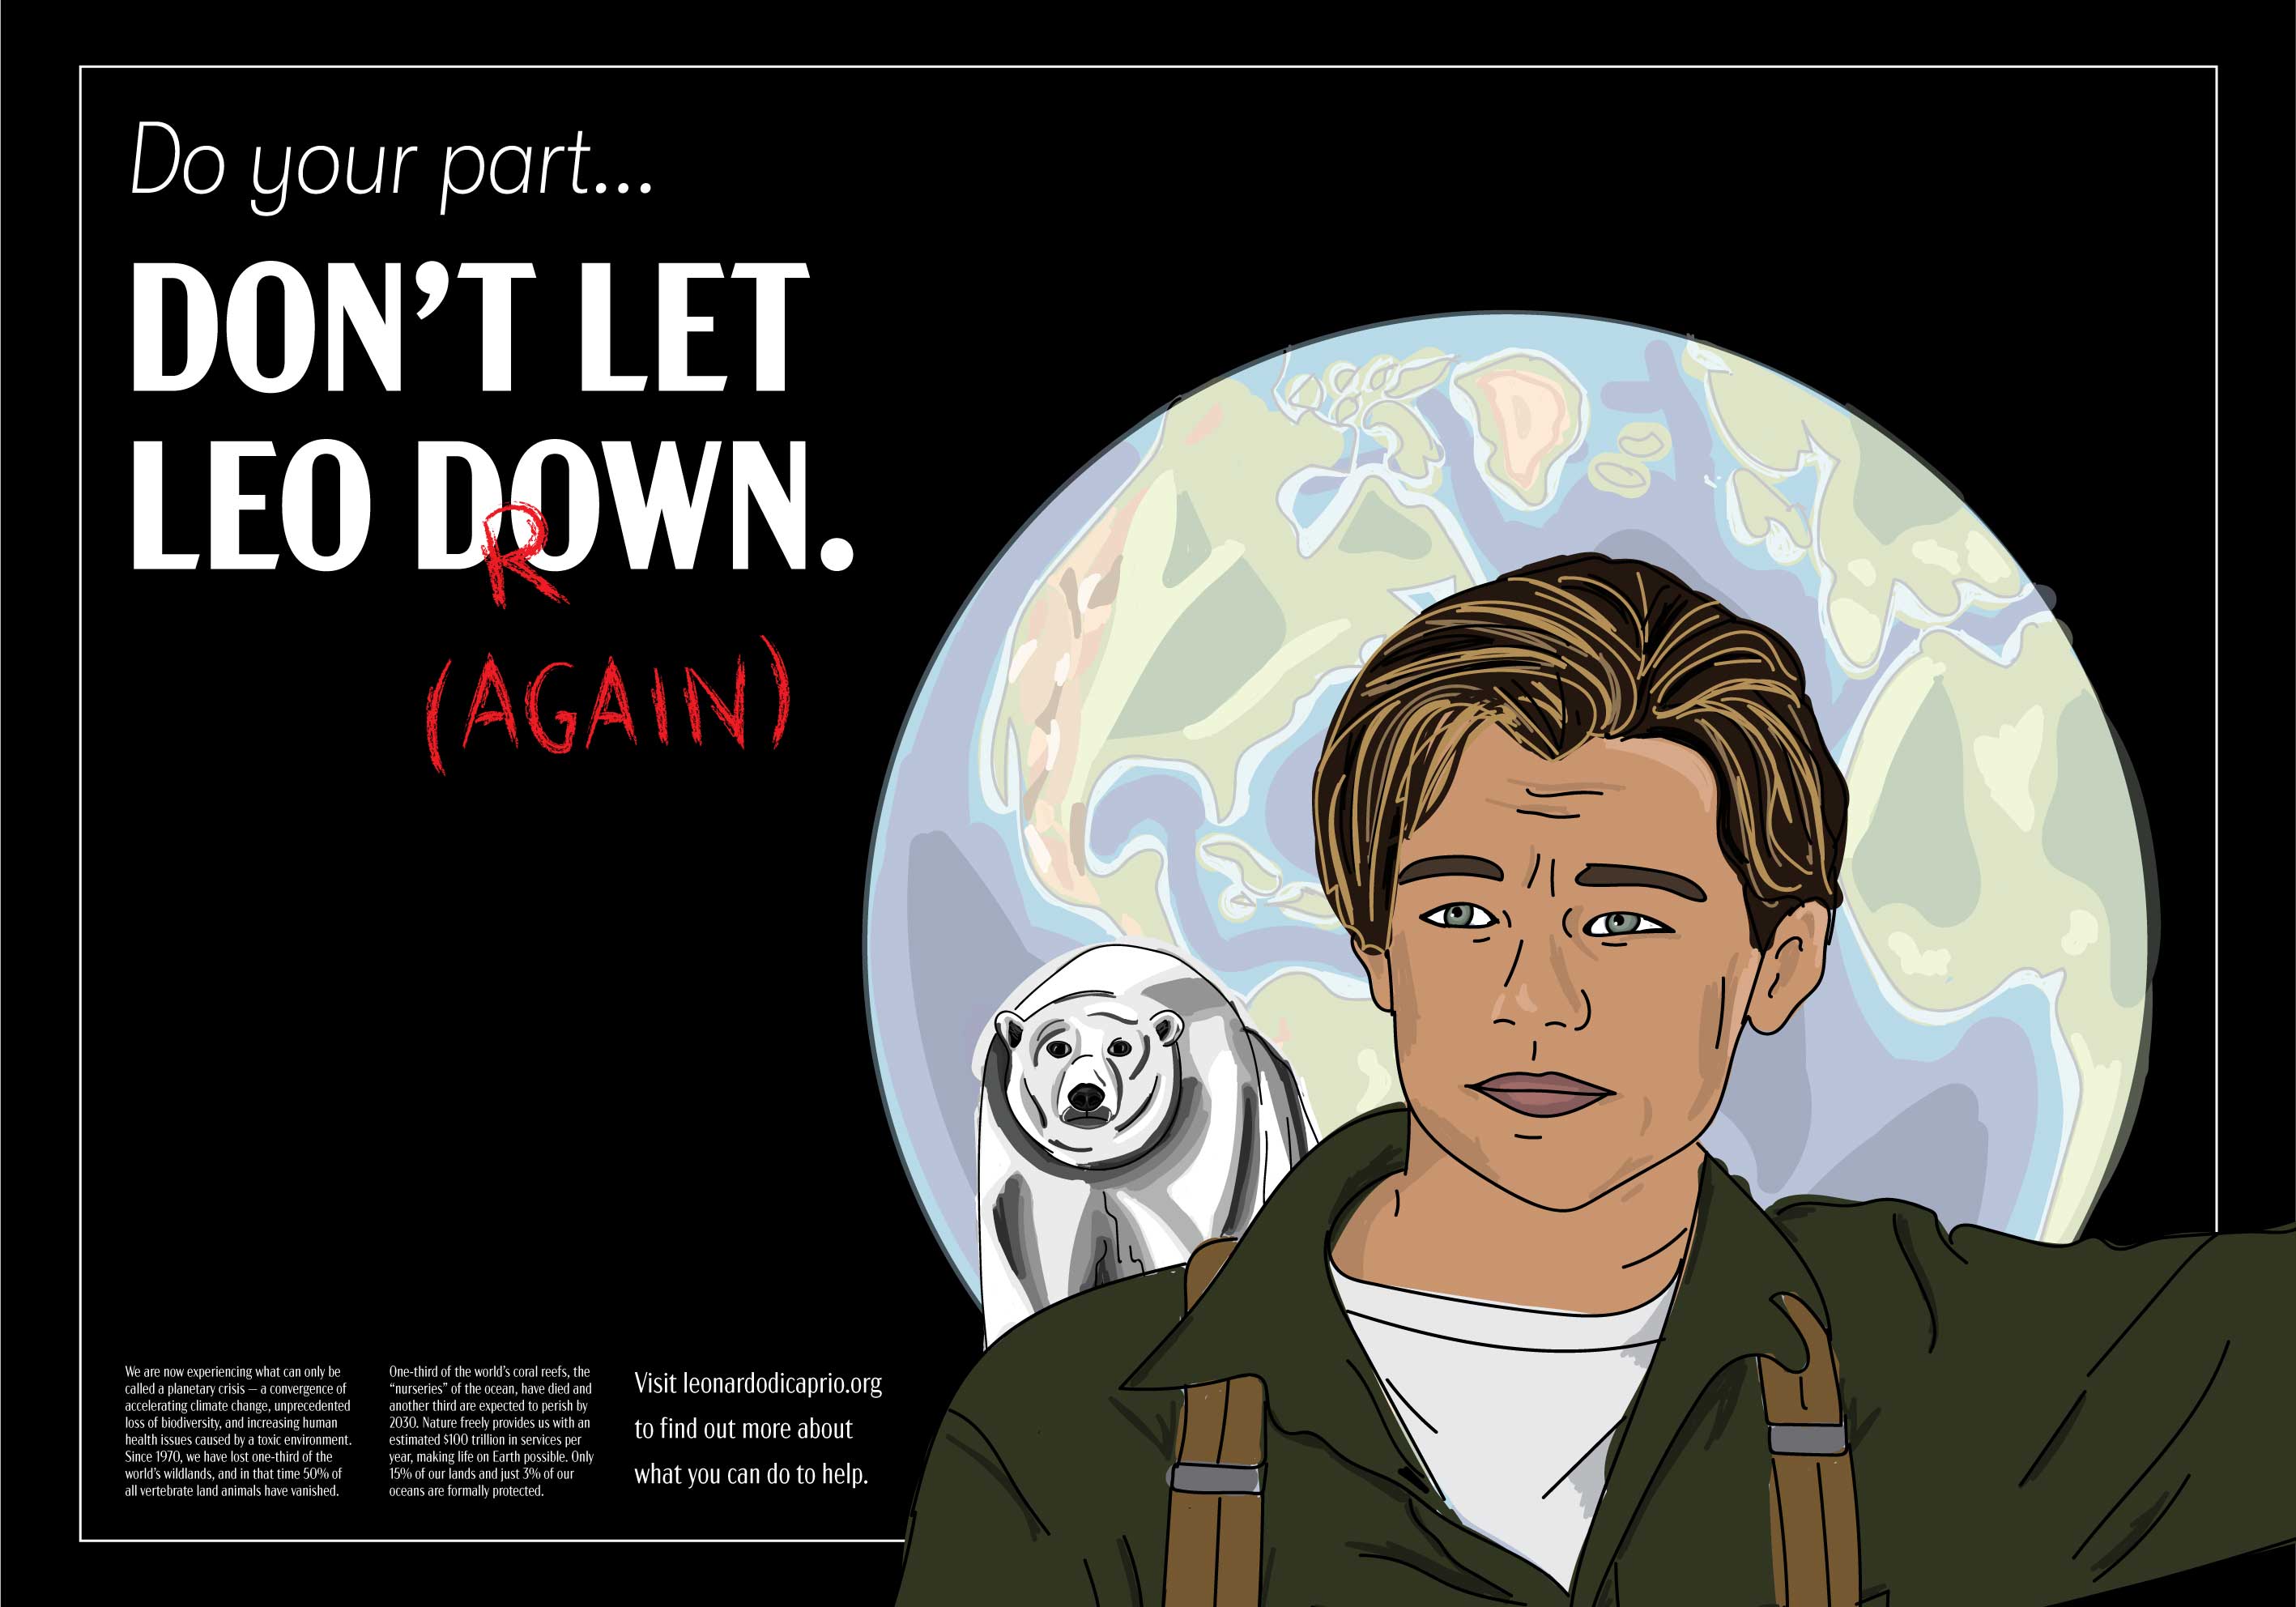 Do your part...
DON'T LET
LEO DOWN.
R
(AGAIN)
We are now experiencing what can only be
called a planetary crisis – a convergence of
accelerating climate change, unprecedented
loss of biodiversity, and increasing human
health issues caused by a toxic environment.
Since 1970, we have lost one-third of the
world's wildlands, and in that time 50% of
all vertebrate land animals have vanished.
One-third of the world's coral reefs, the
“nurseries” of the ocean, have died and
another third are expected to perish by
2030. Nature freely provides us with an
estimated $100 trillion in services per
year, making life on Earth possible. Only
15% of our lands and just 3% of our
oceans are formally protected.
Visit leonardodicaprio.org
to find out more about
what you can do to help.